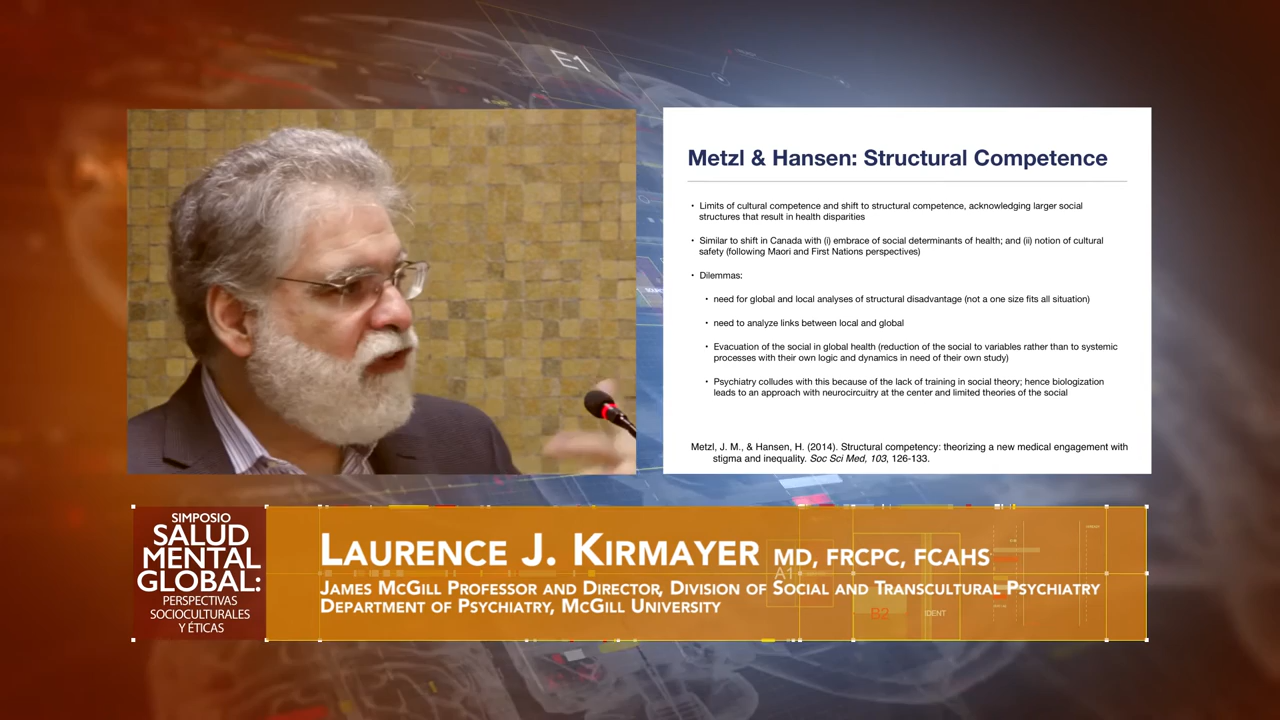 E1
Metzl & Hansen: Structural Competence
• Limits of cultural competence and shift to structural competence, acknowledging larger social
structures that result in health disparities
• Similar to shift in Canada with (i) embrace of social determinants of health; and (ii) notion of cultural
safety (following Maori and First Nations perspectives)
• Dilemmas:
• need for global and local analyses of structural disadvantage (not a one size fits all situation)
• need to analyze links between local and global
• Evacuation of the social in global health (reduction of the social to variables rather than to systemic
processes with their own logic and dynamics in need of their own study)
• Psychiatry colludes with this because of the lack of training in social theory; hence biologization
leads to an approach with neurocircuitry at the center and limited theories of the social
Metzl, J. M., & Hansen, H. (2014). Structural competency: theorizing a new medical engagement with
stigma and inequality. Soc Sci Med, 103, 126-133.
SIMPOSIO
SALUD
MENTAL
GLOBAL:
PERSPECTIVAS
SOCIOCULTURALES
Y ÉTICAS
LAURENCE J. KIRMAYER MD, FRCPC, FCAHS
JAMES MCGILL PROFESSOR AND DIRECTOR, DIVISION OF SOCIAL AND TRANSCULTURAL PSYCHIATRY
DEPARTMENT OF PSYCHIATRY, MCGILL UNIVERSITY
A1
B2
IDENT